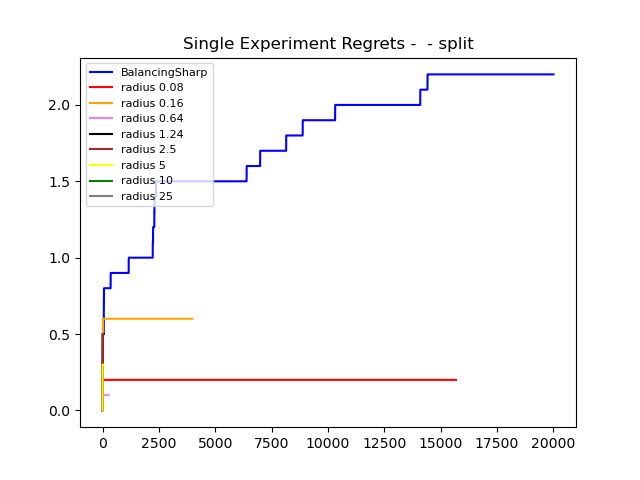 Single Experiment Regrets -  - split
BalancingSharp
radius 0.08
radius 0.16
radius 0.64
radius 1.24
radius 2.5
radius 5
radius 10
radius 25
2.0
1.5
1.0
0.5
0.0
0 2500 5000 7500 10000 12500 15000 17500 20000